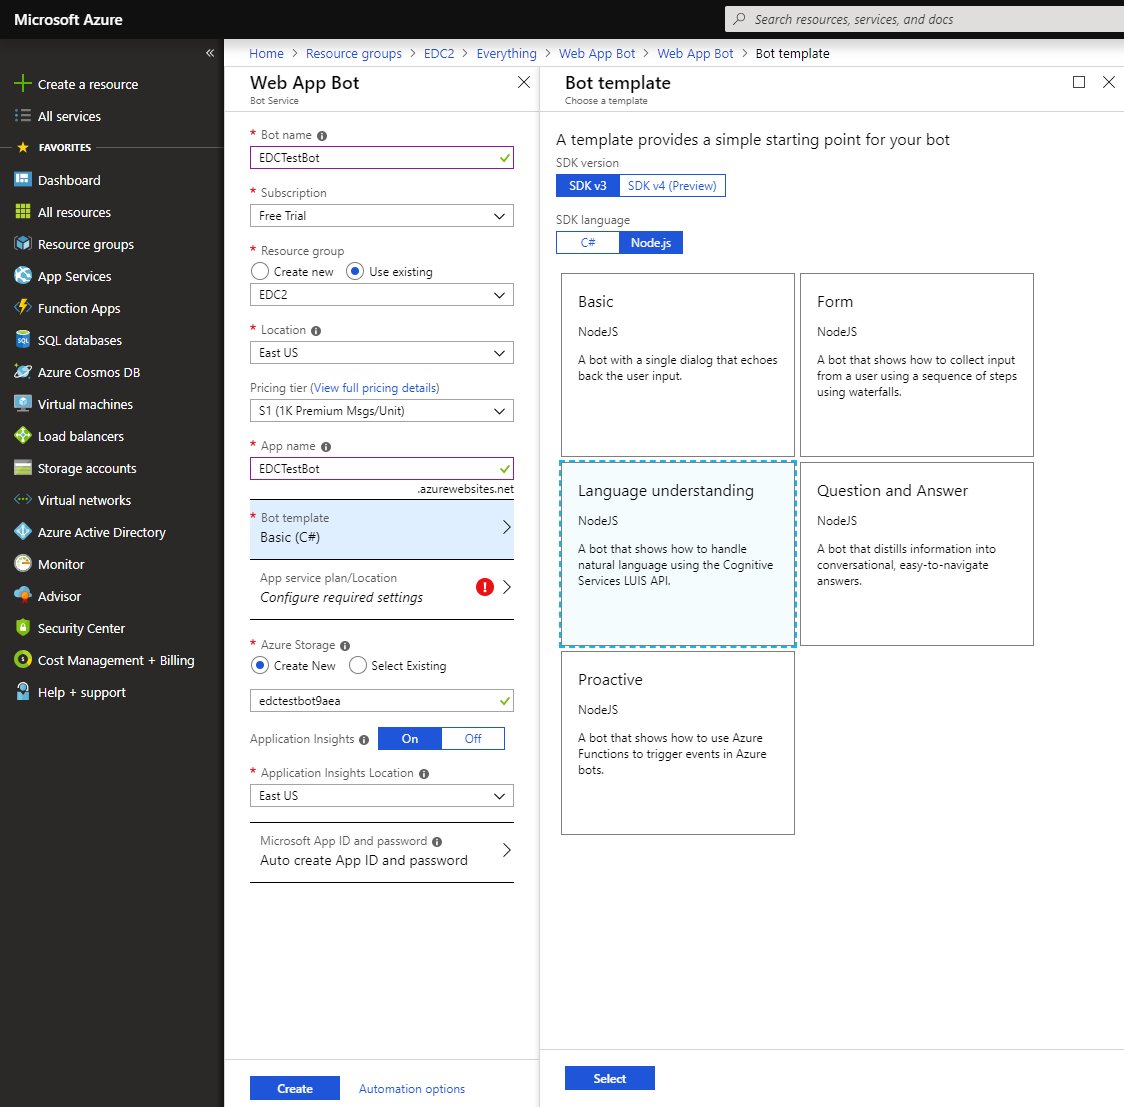 Microsoft Azure
Search resources, services, and docs
«
Create a resource
All services
FAVORITES
Dashboard
All resources
Resource groups
App Services
Function Apps
SQL databases
Azure Cosmos DB
Virtual machines
Load balancers
Storage accounts
Virtual networks
Azure Active Directory
Monitor
Advisor
Security Center
Cost Management + Billing
Help + support
Home > Resource groups > EDC2 > Everything > Web App Bot > Web App Bot > Bot template
Web App Bot
Bot Service
* Bot name
EDCTestBot
* Subscription
Free Trial
* Resource group
Create new Use existing
EDC2
* Location
East US
Pricing tier (View full pricing details)
S1 (1K Premium Msgs/Unit)
* App name
EDCTestBot
.azurewebsites.net
* Bot template
Basic (C#)
App service plan/Location
Configure required settings
* Azure Storage
Create New Select Existing
edctestbot9aea
Application Insights On Off
* Application Insights Location
East US
Microsoft App ID and password
Auto create App ID and password
Create Automation options
Bot template
Choose a template
A template provides a simple starting point for your bot
SDK version
SDK v3 SDK v4 (Preview)
SDK language
C# Node.js
Basic
NodeJS
A bot with a single dialog that echoes
back the user input.
Form
NodeJS
A bot that shows how to collect input
from a user using a sequence of steps
using waterfalls.
Language understanding
NodeJS
A bot that shows how to handle
natural language using the Cognitive
Services LUIS API.
Question and Answer
NodeJS
A bot that distills information into
conversational, easy-to-navigate
answers.
Proactive
NodeJS
A bot that shows how to use Azure
Functions to trigger events in Azure
bots.
Select